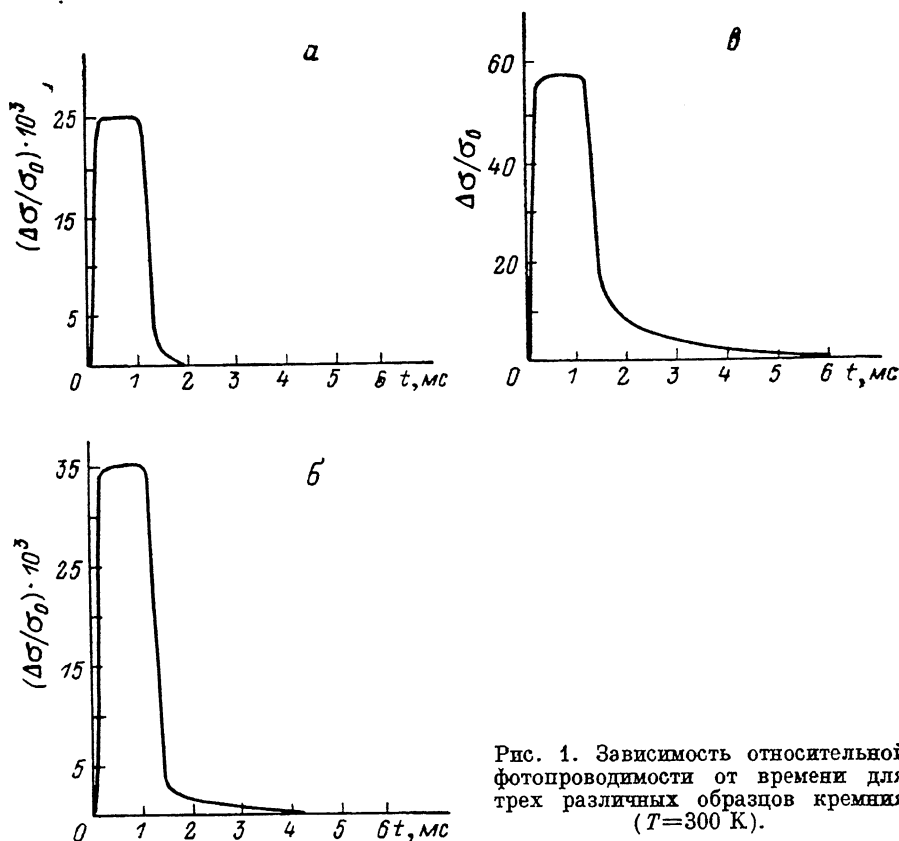 а
(Δσ/σ₀)·10³
25
15
5
0 1 2 3 4 5 6 t, мс
в
Δσ/σ₀
60
40
20
0 1 2 3 4 5 6 t, мс
б
(Δσ/σ₀)·10³
35
25
15
5
0 1 2 3 4 5 6 t, мс
Рис. 1. Зависимость относительной
фотопроводимости от времени для
трех различных образцов кремния
(T=300 К).